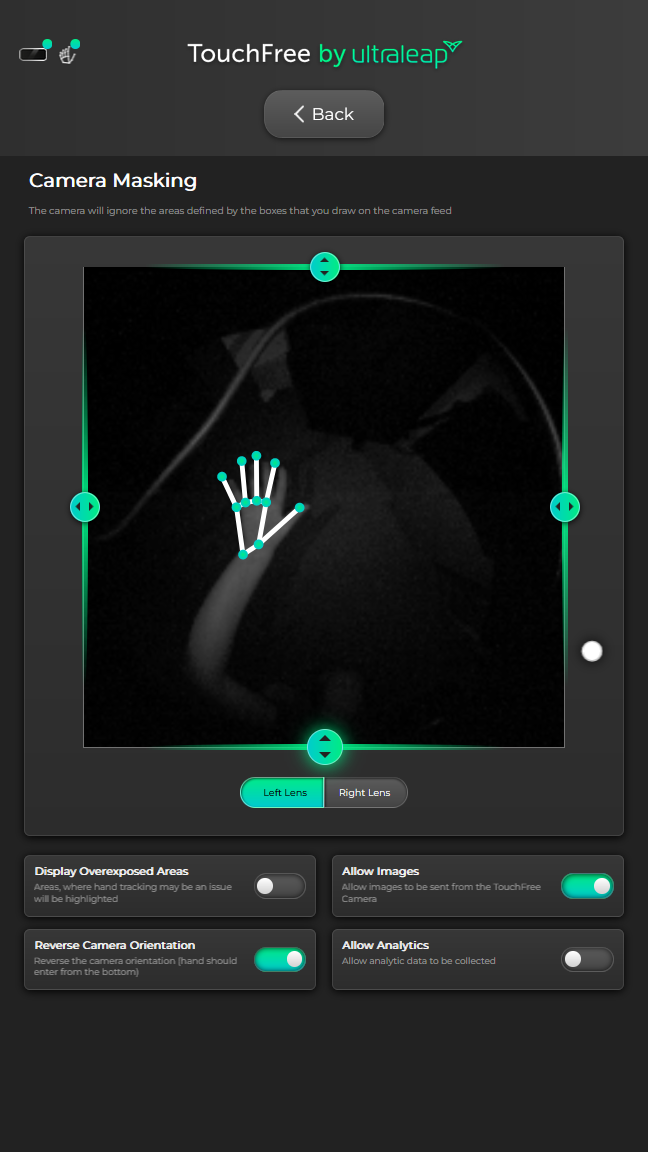 TouchFree by ultraleap
Back
Camera Masking
The camera will ignore the areas defined by the boxes that you draw on the camera feed
Left Lens
Right Lens
Display Overexposed Areas
Areas, where hand tracking may be an issue
will be highlighted
Allow Images
Allow images to be sent from the TouchFree
Camera
Reverse Camera Orientation
Reverse the camera orientation (hand should
enter from the bottom)
Allow Analytics
Allow analytic data to be collected